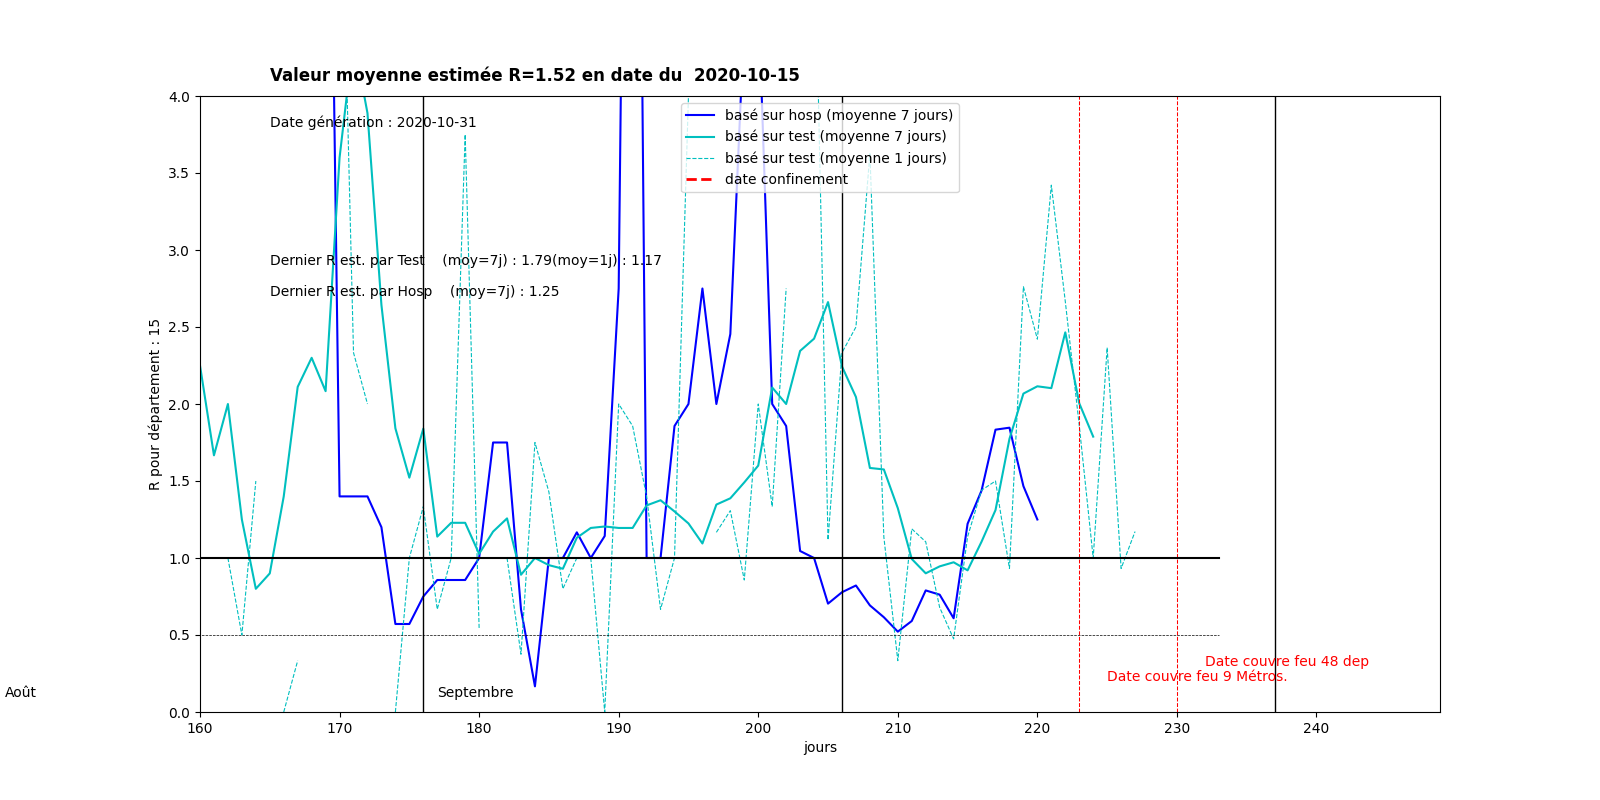 Valeur moyenne estimée R=1.52 en date du  2020-10-15
Date génération : 2020-10-31
basé sur hosp (moyenne 7 jours)
basé sur test (moyenne 7 jours)
basé sur test (moyenne 1 jours)
date confinement
Dernier R est. par Test    (moy=7j) : 1.79(moy=1j) : 1.17
Dernier R est. par Hosp    (moy=7j) : 1.25
R pour département : 15
4.0
3.5
3.0
2.5
2.0
1.5
1.0
0.5
0.0
Date couvre feu 48 dep
Date couvre feu 9 Métros.
Août
Septembre
160 170 180 190 200 210 220 230 240
jours